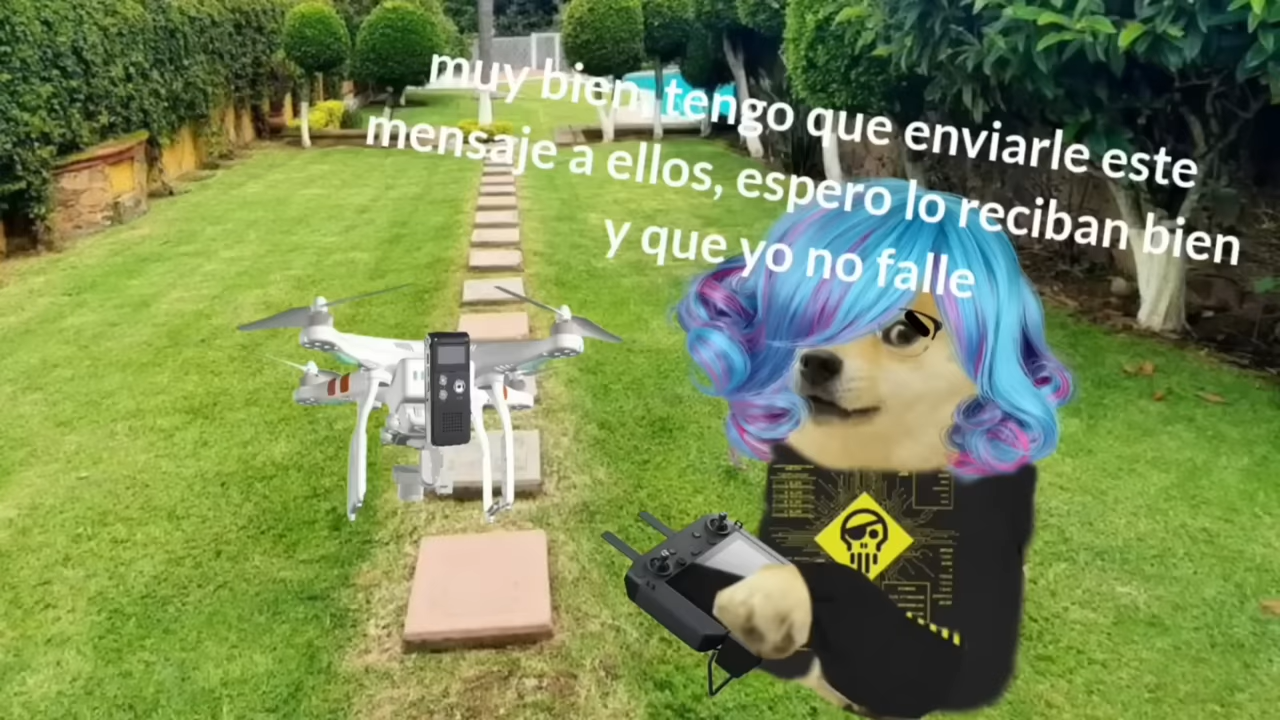 muy bien, tengo que enviarle este
mensaje a ellos, espero lo reciban bien
y que yo no falle